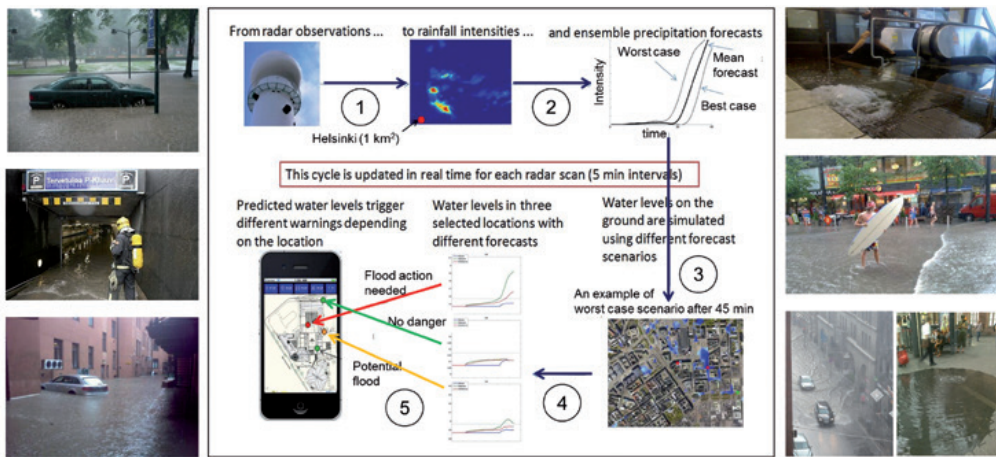 From radar observations ...
to rainfall intensities ...
and ensemble precipitation forecasts
Worst case
Mean
forecast
Best case
Intensity
time
1
2
Helsinki (1 km²)
This cycle is updated in real time for each radar scan (5 min intervals)
Predicted water levels trigger
different warnings depending
on the location
Water levels in three
selected locations with
different forecasts
Water levels on the
ground are simulated
using different forecast
scenarios
3
Flood action
needed
No danger
Potential
flood
An example of
worst case scenario after 45 min
5
4
P Tervetuloa P